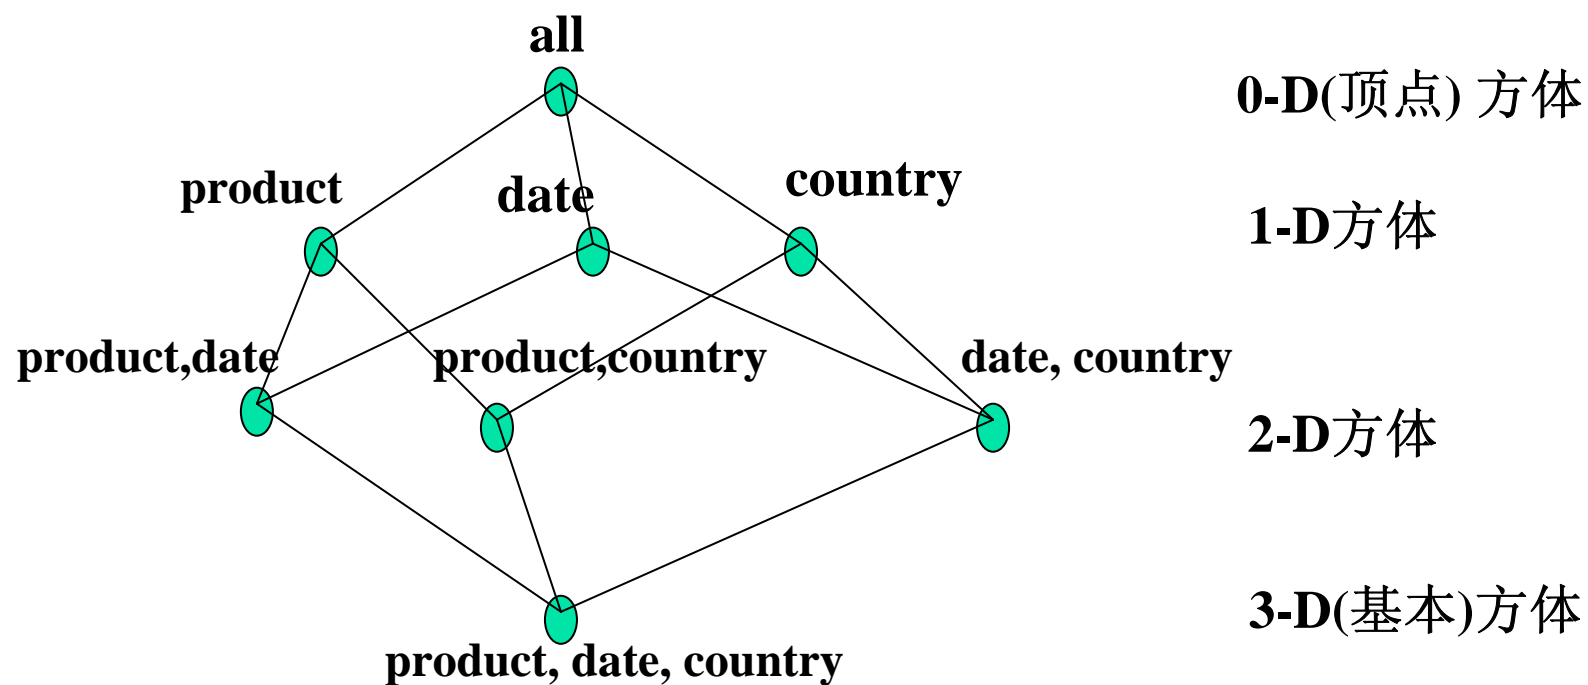 all
0-D(顶点) 方体
product
date
country
1-D方体
product,date
product,country
date, country
2-D方体
3-D(基本)方体
product, date, country